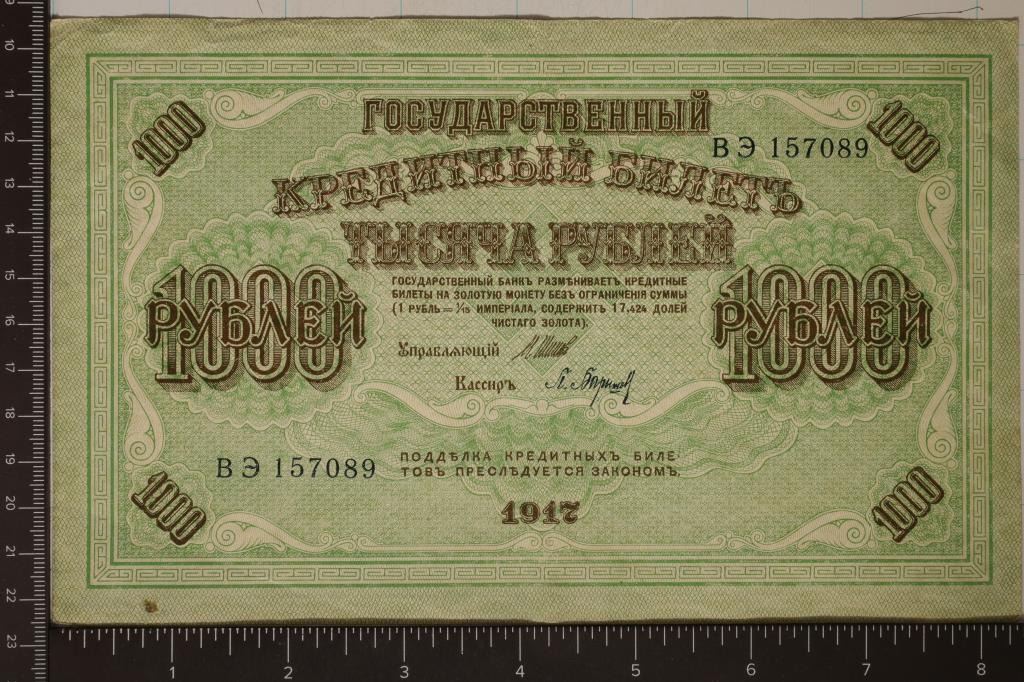 1000
ГОСУДАРСТВЕННЫЙ
1000
ВЭ 157089
КРЕДИТНЫЙ БИЛЕТЪ
ТЫСЯЧА РУБЛЕЙ
1000
РУБЛЕЙ
ГОСУДАРСТВЕННЫЙ БАНКЪ РАЗМѢНИВАЕТЪ КРЕДИТНЫЕ
БИЛЕТЫ НА ЗОЛОТУЮ МОНЕТУ БЕЗЪ ОГРАНИЧЕНІЯ СУММЫ
(1 РУБЛЬ = 1/15 ИМПЕРІАЛА, СОДЕРЖИТЪ 17,424 ДОЛЕЙ
ЧИСТАГО ЗОЛОТА).
1000
РУБЛЕЙ
Управляющій
Кассиръ
ВЭ 157089
ПОДДѢЛКА КРЕДИТНЫХЪ БИЛЕ-
ТОВЪ ПРЕСЛѢДУЕТСЯ ЗАКОНОМЪ.
1917
1000
1000
9
10
11
12
13
14
15
16
17
18
19
20
21
22
23
1 2 3 4 5 6 7 8